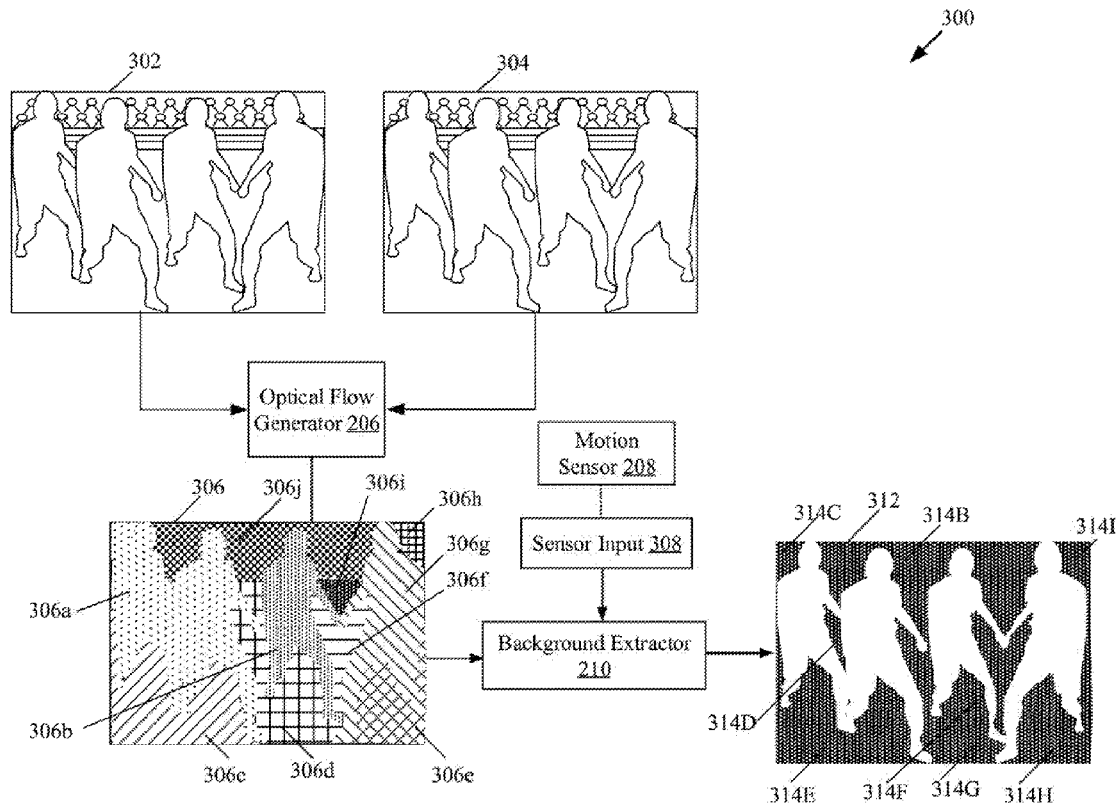 300
302
304
Optical Flow
Generator 206
Motion
Sensor 208
306
306j
306i
306h
306g
306f
Sensor Input 308
314C
312
314B
314I
306a
Background Extractor
210
306b
306c
306d
306e
314D
314E
314F
314G
314H